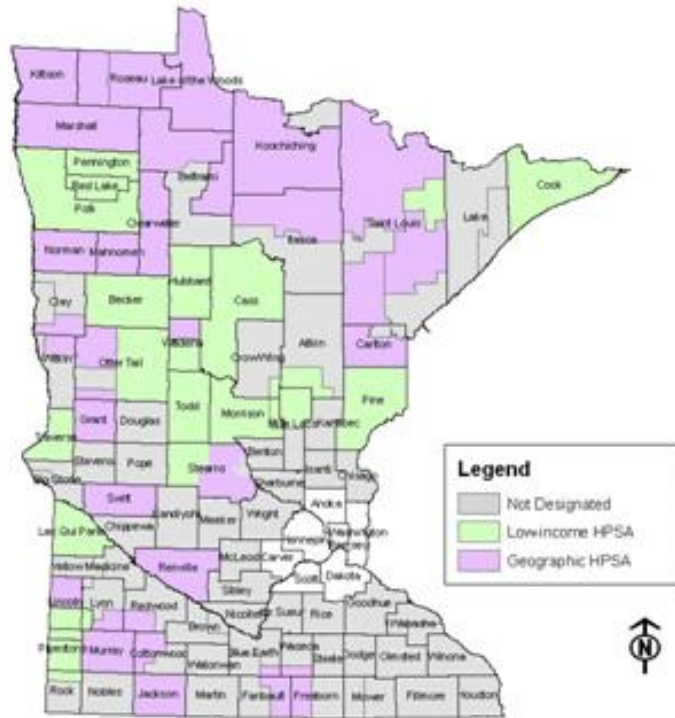 Kittson
Roseau
Lake of the Woods
Marshall
Koochiching
Pennington
Beltrami
Red Lake
Polk
Cook
Clearwater
Saint Louis
Lake
Itasca
Norman
Mahnomen
Hubbard
Cass
Clay
Becker
Aitkin
Wadena
Crow Wing
Carlton
Wilkin
Otter Tail
Todd
Pine
Morrison
Mille Lacs
Kanabec
Grant
Douglas
Traverse
Stearns
Benton
Stevens
Pope
Isanti
Big Stone
Chisago
Sherburne
Swift
Anoka
Kandiyohi
Meeker
Wright
Washington
Lac Qui Parle
Chippewa
Hennepin
Ramsey
McLeod
Carver
Renville
Yellow Medicine
Scott
Dakota
Sibley
Lincoln
Lyon
Redwood
Nicollet
Le Sueur
Rice
Goodhue
Wabasha
Brown
Pipestone
Murray
Cottonwood
Watonwan
Blue Earth
Waseca
Steele
Dodge
Olmsted
Winona
Rock
Nobles
Jackson
Martin
Faribault
Freeborn
Mower
Fillmore
Houston
Legend
Not Designated
Low-income HPSA
Geographic HPSA
N